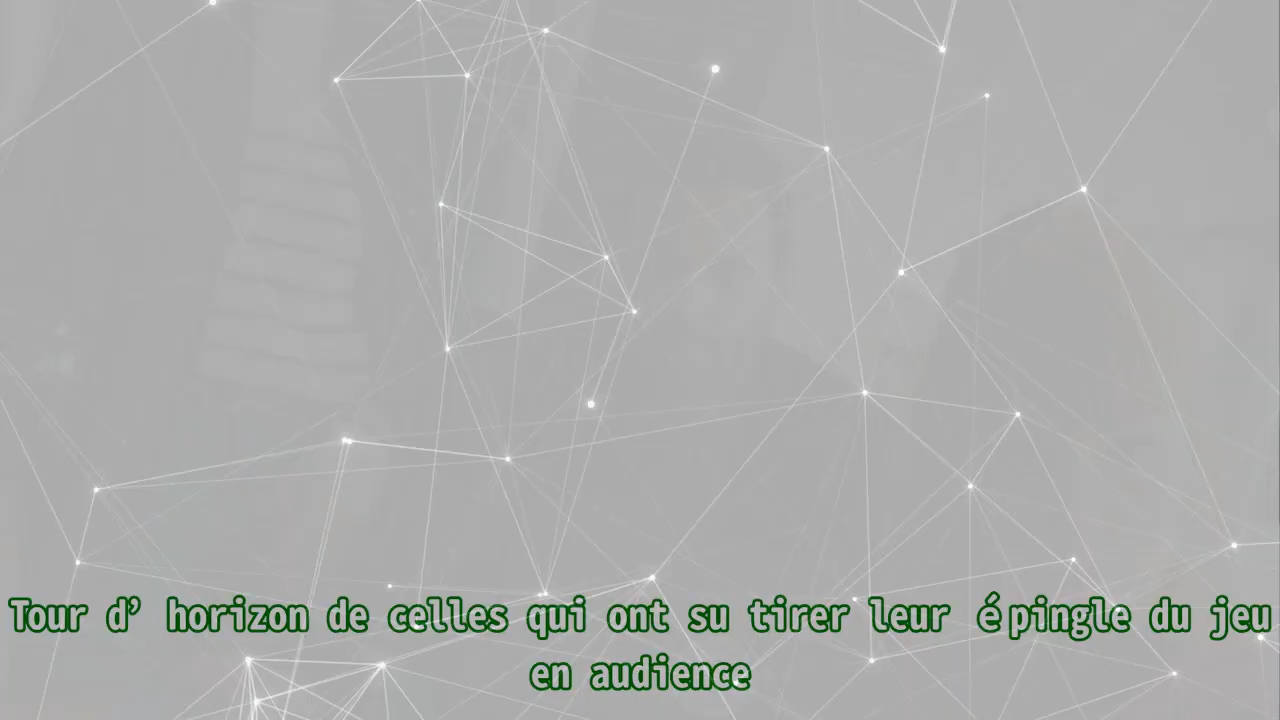 Tour d’ horizon de celles qui ont su tirer leur épingle du jeu
en audience